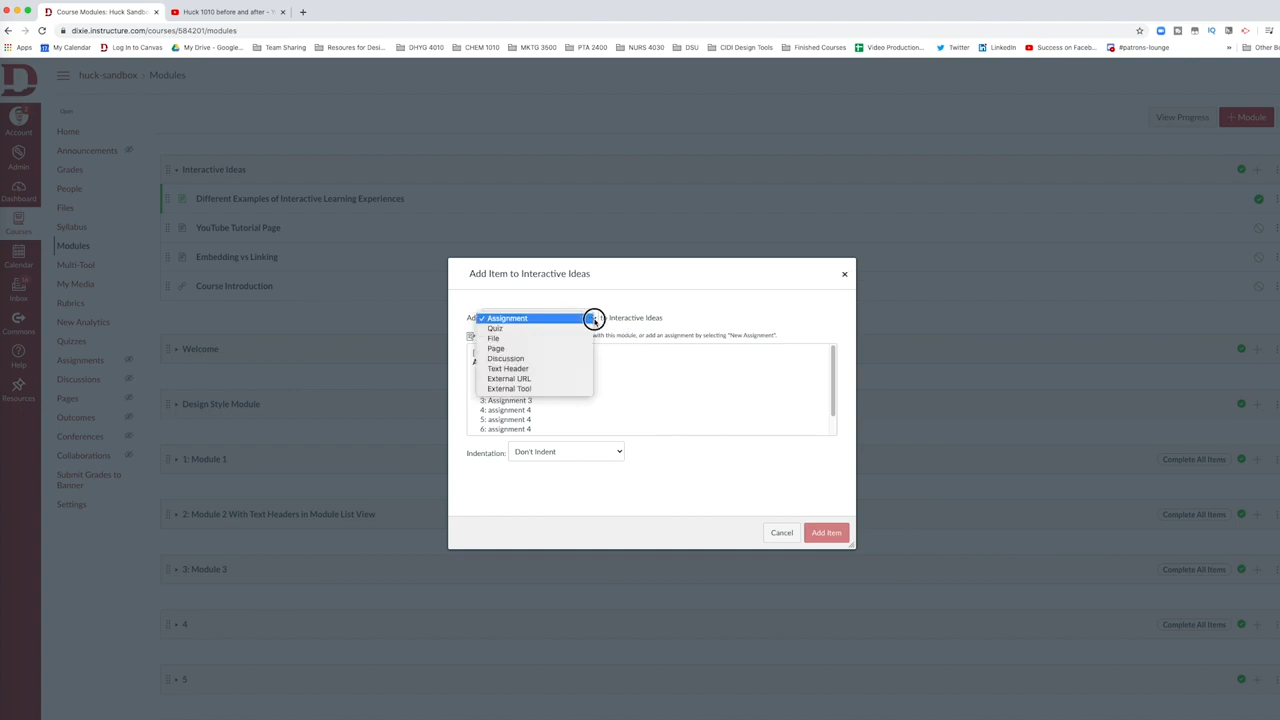 Course Modules: Huck Sandbo
Huck 1010 before and after -
dixie.instructure.com/courses/584201/modules
Apps
My Calendar
Log In to Canvas
My Drive - Google...
Team Sharing
Resoures for Desi...
DHYG 4010
CHEM 1010
MKTG 3500
PTA 2400
NURS 4030
DSU
CIDI Design Tools
Finished Courses
Video Production...
Twitter
LinkedIn
Success on Faceb...
#patrons-lounge
»
Other Bo
huck-sandbox › Modules
Open
Account
Admin
Dashboard
Courses
Calendar
Inbox
Commons
Help
Resources
Home
Announcements
Grades
People
Files
Syllabus
Modules
Multi-Tool
My Media
Rubrics
New Analytics
Quizzes
Assignments
Discussions
Pages
Outcomes
Conferences
Collaborations
Submit Grades to
Banner
Settings
View Progress
+ Module
Interactive Ideas
Different Examples of Interactive Learning Experiences
YouTube Tutorial Page
Embedding vs Linking
Course Introduction
Welcome
Design Style Module
1: Module 1
Complete All Items
2: Module 2 With Text Headers in Module List View
Complete All Items
3: Module 3
Complete All Items
4
Complete All Items
5
Add Item to Interactive Ideas
Ad
✓ Assignment
to Interactive Ideas
Quiz
File
Page
Discussion
Text Header
External URL
External Tool
with this module, or add an assignment by selecting "New Assignment".
3: Assignment 3
4: assignment 4
5: assignment 4
6: assignment 4
Indentation:
Don't Indent
Cancel
Add Item